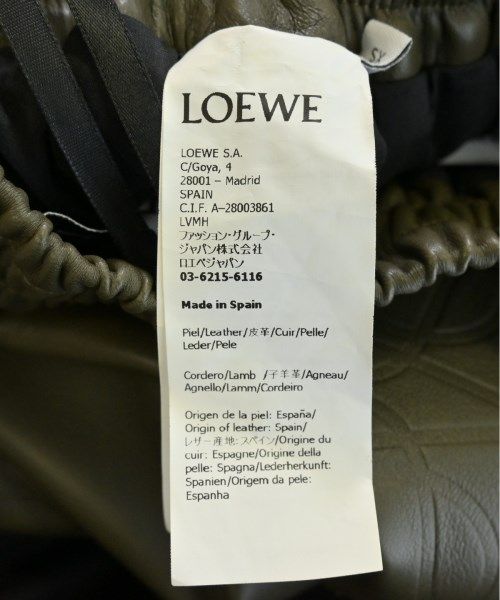 LOEWE
LOEWE S.A.
C/Goya, 4
28001 – Madrid
SPAIN
C.I.F. A–28003861
LVMH
ファッション・グループ・
ジャパン株式会社
ロエベジャパン
03-6215-6116
Made in Spain
Piel/Leather/皮革/Cuir/Pelle/
Leder/Pele
Cordero/Lamb /子羊革/Agneau/
Agnello/Lamm/Cordeiro
Origen de la piel: España/
Origin of leather: Spain/
レザー産地: スペイン/Origine du
cuir: Espagne/Origine della
pelle: Spagna/Lederherkunft:
Spanien/Origem da pele:
Espanha